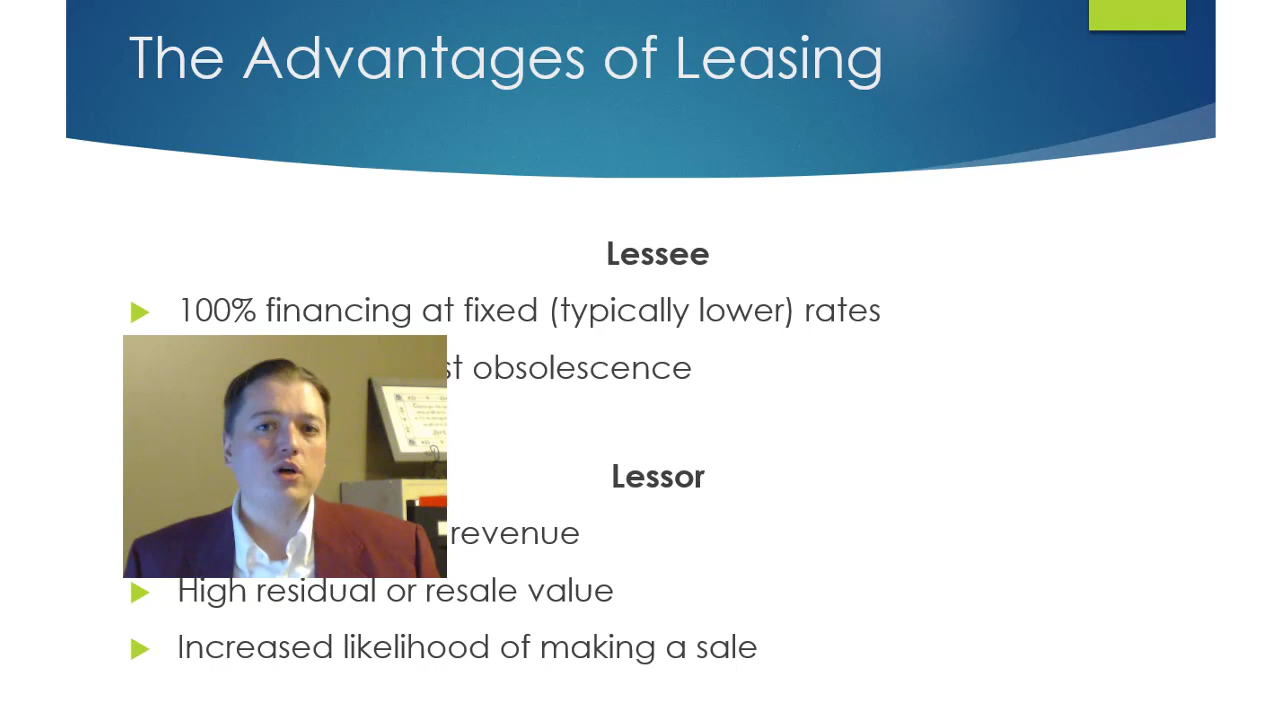 The Advantages of Leasing
Lessee
100% financing at fixed (typically lower) rates
obsolescence
Lessor
revenue
High residual or resale value
Increased likelihood of making a sale